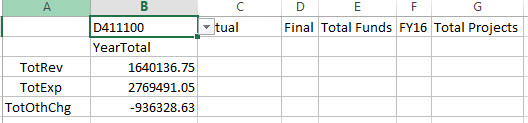 A B C D E F G
D411100 tual Final Total Funds FY16 Total Projects
YearTotal
TotRev 1640136.75
TotExp 2769491.05
TotOthChg -936328.63